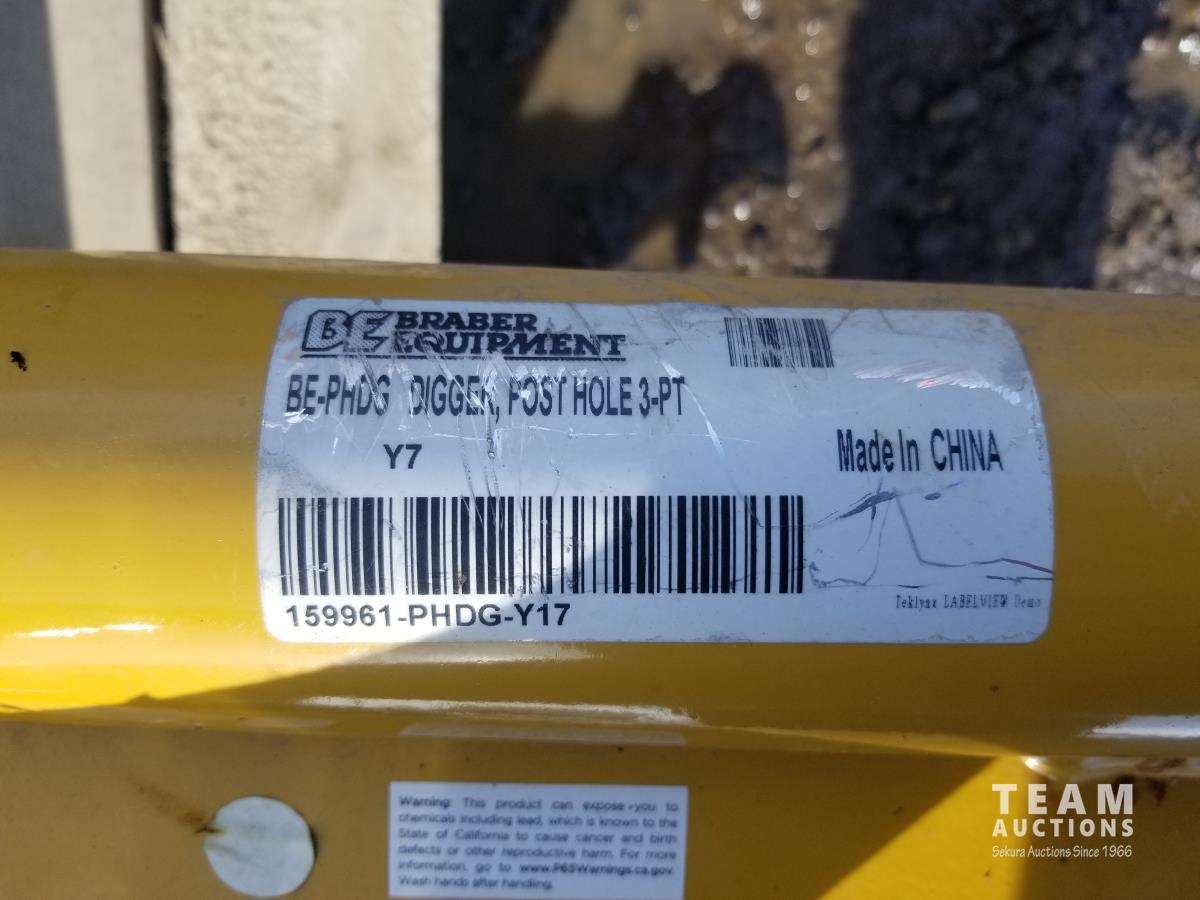 BE BRABER
EQUIPMENT
BE-PHDG DIGGER, POST HOLE 3-PT
Y7
Made In CHINA
159961-PHDG-Y17
Teklynx LABELVIEW Demo
Warning: This product can expose you to
chemicals including lead, which is known to the
State of California to cause cancer and birth
defects or other reproductive harm. For more
information, go to www.P65Warnings.ca.gov.
Wash hands after handling.
TEAM
AUCTIONS
Sekura Auctions Since 1966